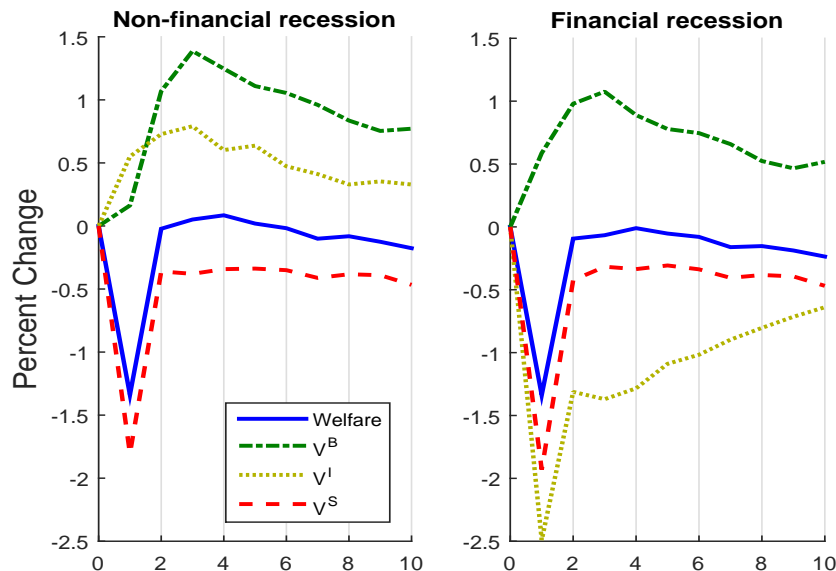 Non-financial recession
Financial recession
Percent Change
1.5
1
0.5
0
-0.5
-1
-1.5
-2
-2.5
0 2 4 6 8 10
Welfare
V^B
V^I
V^S
1.5
1
0.5
0
-0.5
-1
-1.5
-2
-2.5
0 2 4 6 8 10